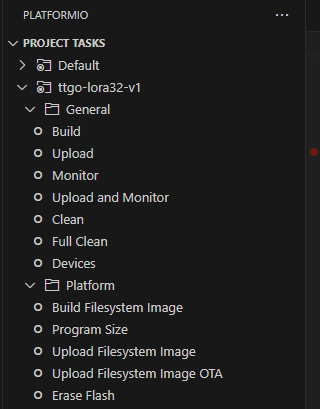 PLATFORMIO
PROJECT TASKS
Default
ttgo-lora32-v1
General
Build
Upload
Monitor
Upload and Monitor
Clean
Full Clean
Devices
Platform
Build Filesystem Image
Program Size
Upload Filesystem Image
Upload Filesystem Image OTA
Erase Flash